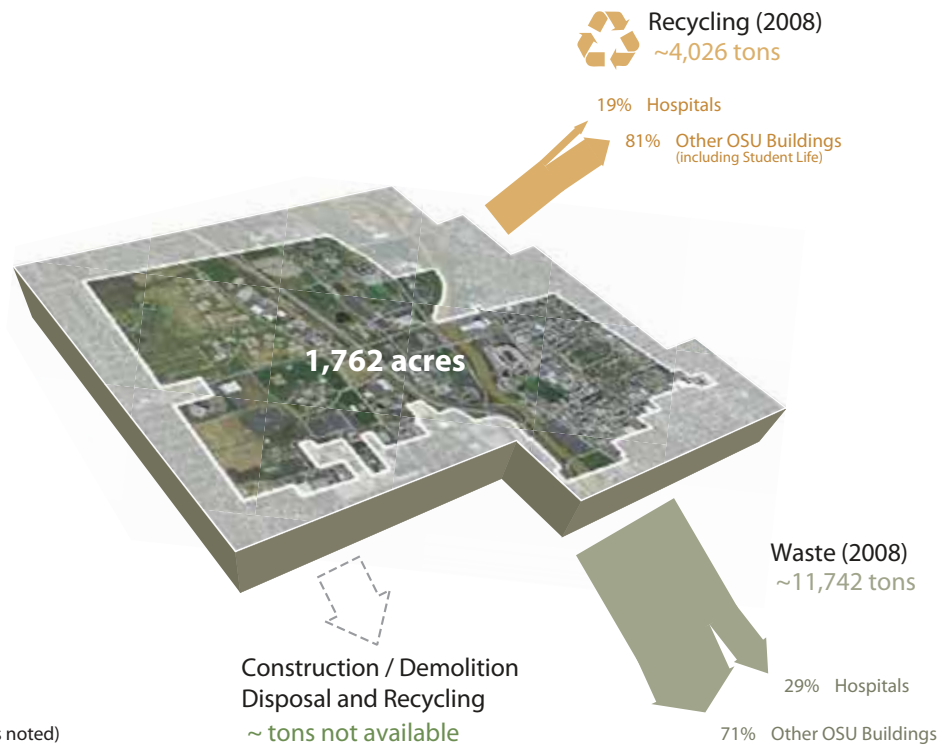 Recycling (2008)
~4,026 tons
19% Hospitals
81% Other OSU Buildings
(including Student Life)
1,762 acres
Waste (2008)
~11,742 tons
29% Hospitals
71% Other OSU Buildings
Construction / Demolition
Disposal and Recycling
~ tons not available
s noted)